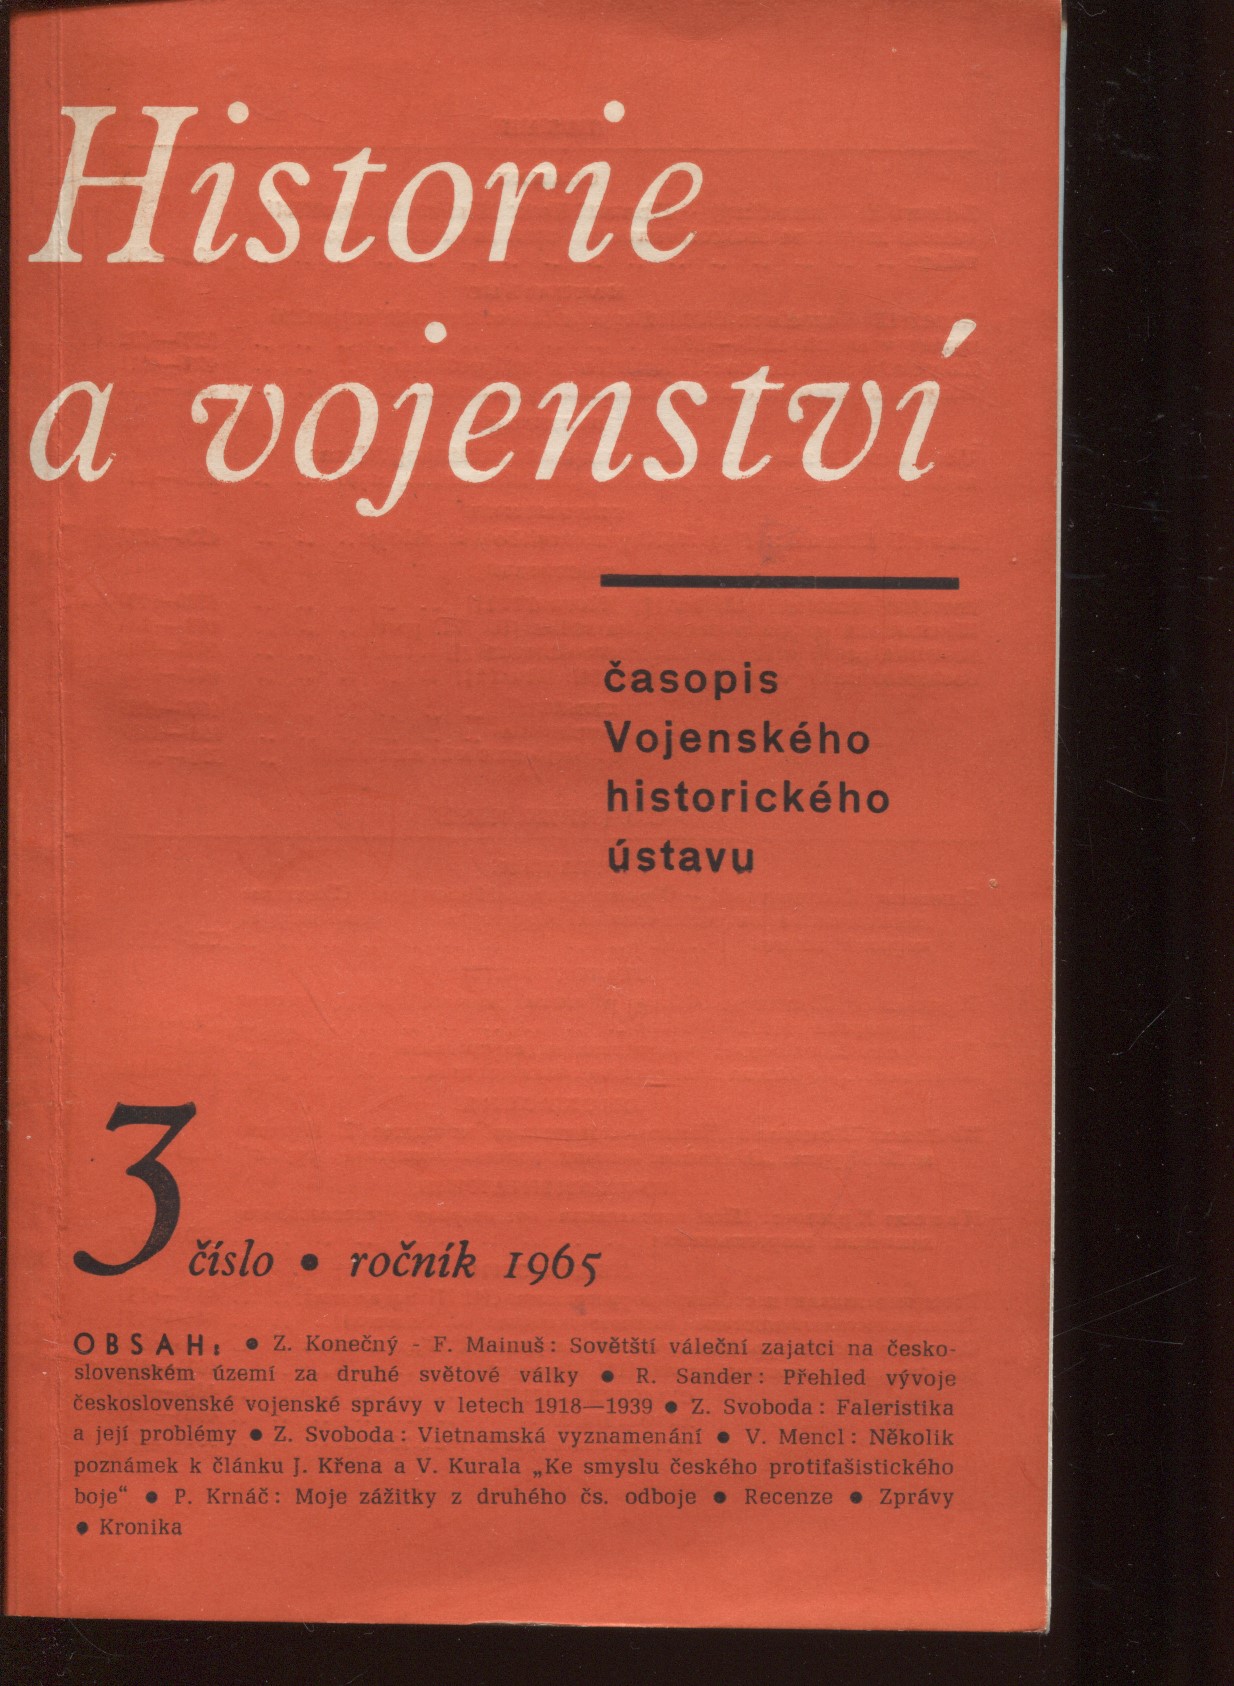 Historie
a vojenství
časopis
Vojenského
historického
ústavu
3 číslo • ročník 1965
OBSAH: ● Z. Konečný - F. Mainuš: Sovětští váleční zajatci na česko-
slovenském území za druhé světové války ● R. Sander: Přehled vývoje
československé vojenské správy v letech 1918—1939 ● Z. Svoboda: Faleristika
a její problémy ● Z. Svoboda: Vietnamská vyznamenání ● V. Mencl: Několik
poznámek k článku J. Křena a V. Kurala „Ke smyslu českého protifašistického
boje“ ● P. Krnáč: Moje zážitky z druhého čs. odboje ● Recenze ● Zprávy
● Kronika